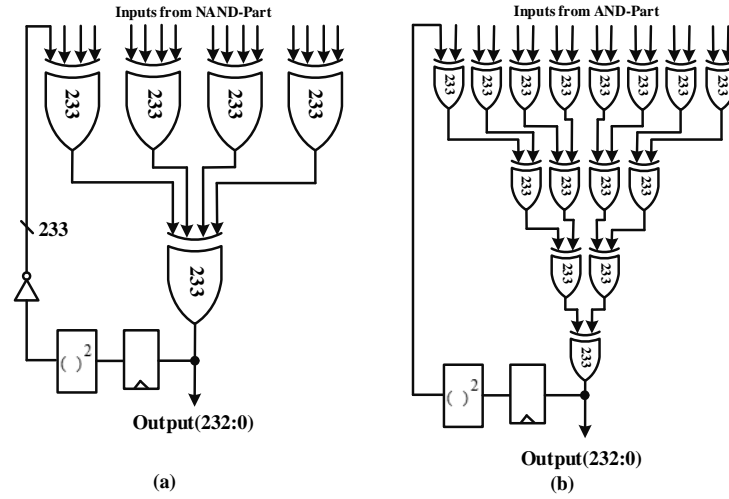 Inputs from NAND-Part
Inputs from AND-Part
233 233 233 233
233 233 233 233 233 233 233 233
233 233 233 233
233
233
233 233
233
( )² 
( )²
Output(232:0)
Output(232:0)
(a)
(b)